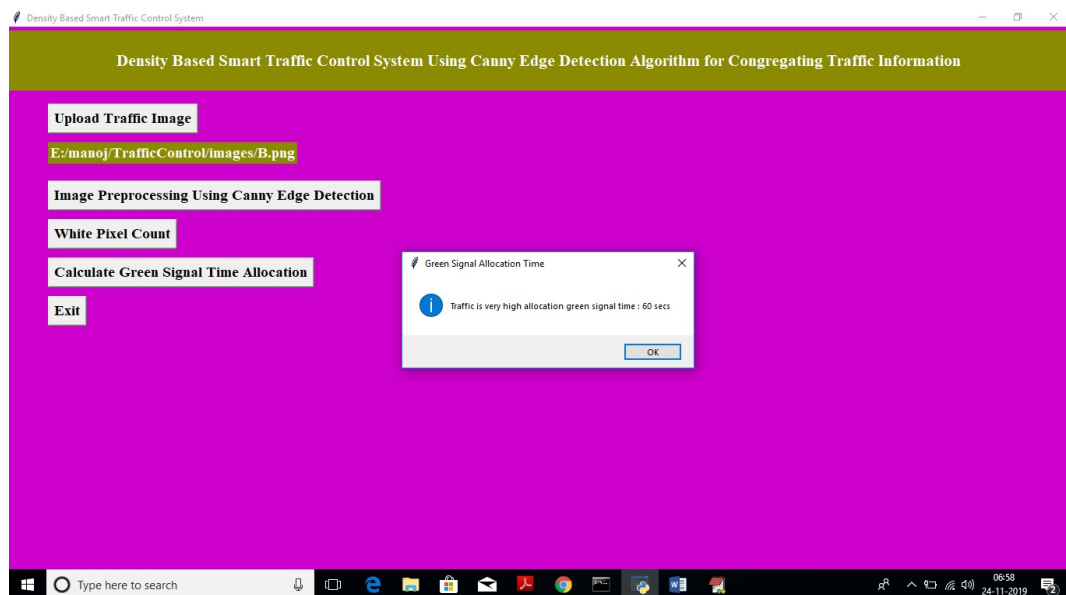 Density Based Smart Traffic Control System
Density Based Smart Traffic Control System Using Canny Edge Detection Algorithm for Congregating Traffic Information
Upload Traffic Image
E:/manoj/TrafficControl/images/B.png
Image Preprocessing Using Canny Edge Detection
White Pixel Count
Calculate Green Signal Time Allocation
Exit
Green Signal Allocation Time
Traffic is very high allocation green signal time : 60 secs
OK
Type here to search
06:58
24-11-2019